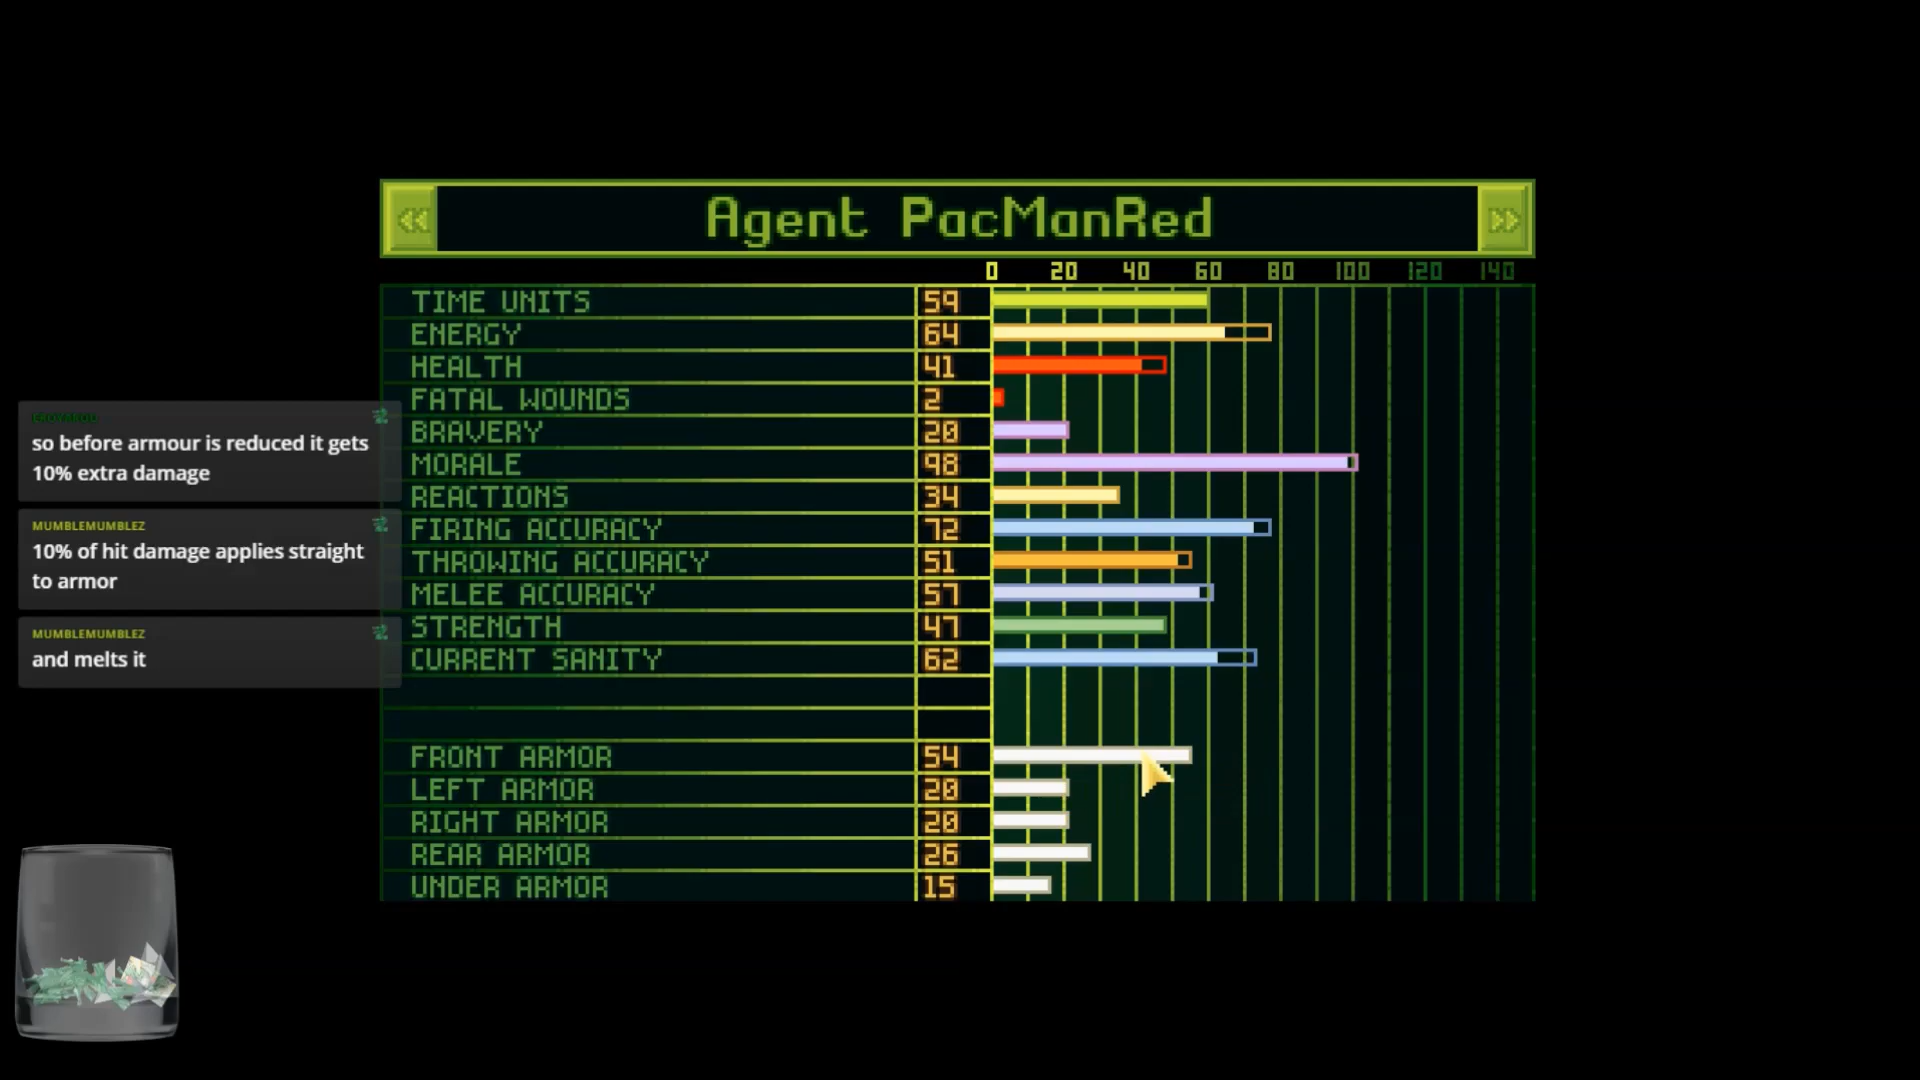 Agent PacManRed
0 20 40 60 80 100 120 140
TIME UNITS 59
ENERGY 64
HEALTH 41
FATAL WOUNDS 2
BRAVERY 20
MORALE 98
REACTIONS 34
FIRING ACCURACY 72
THROWING ACCURACY 51
MELEE ACCURACY 57
STRENGTH 47
CURRENT SANITY 62
FRONT ARMOR 54
LEFT ARMOR 20
RIGHT ARMOR 20
REAR ARMOR 26
UNDER ARMOR 15
so before armour is reduced it gets
10% extra damage
MUMBLEMUMBLEZ
10% of hit damage applies straight
to armor
MUMBLEMUMBLEZ
and melts it